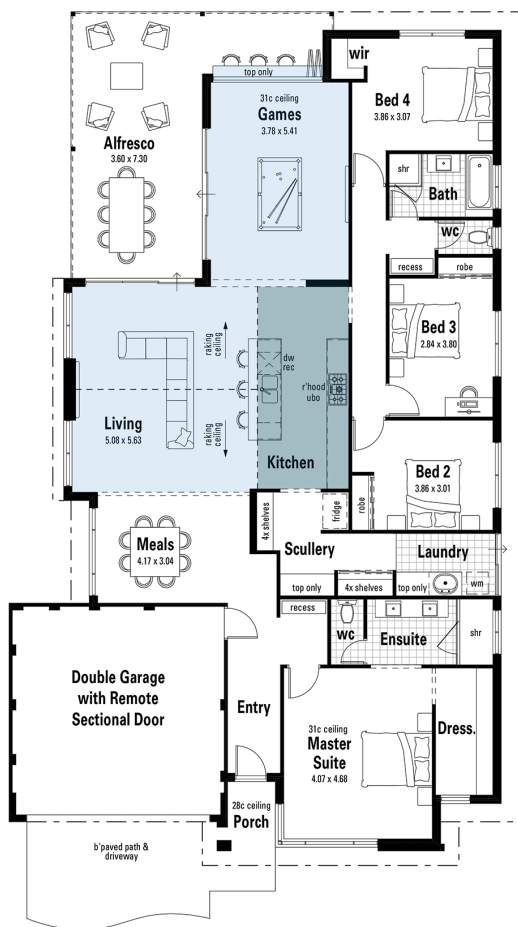 wir
top only
Bed 4
3.86 x 3.07
31c ceiling
Games
3.78 x 5.41
Alfresco
3.60 x 7.30
shr
Bath
wc
recess
robe
Bed 3
2.84 x 3.80
raking
ceiling
dw
rec
r'hood
ubo
Living
5.08 x 5.63
raking
ceiling
Kitchen
Bed 2
3.86 x 3.01
robe
fridge
4x shelves
Meals
4.17 x 3.04
Scullery
Laundry
top only
4x shelves
top only
wm
recess
wc
Ensuite
shr
Double Garage
with Remote
Sectional Door
Entry
31c ceiling
Master
Suite
4.07 x 4.68
Dress.
28c ceiling
Porch
b'paved path &
driveway